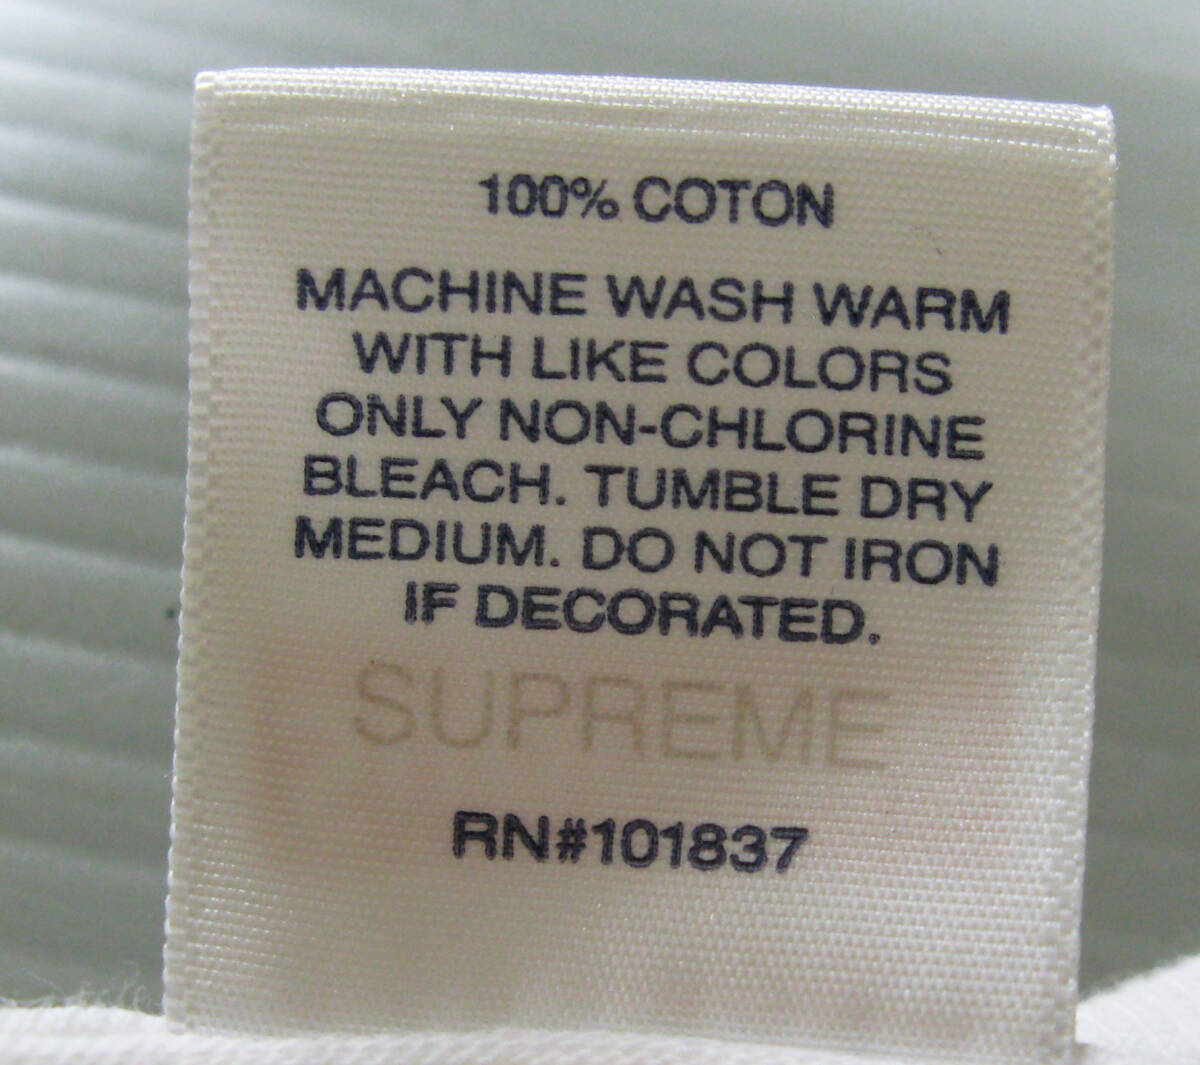 100% COTON
MACHINE WASH WARM
WITH LIKE COLORS
ONLY NON-CHLORINE
BLEACH. TUMBLE DRY
MEDIUM. DO NOT IRON
IF DECORATED.
SUPREME
RN#101837